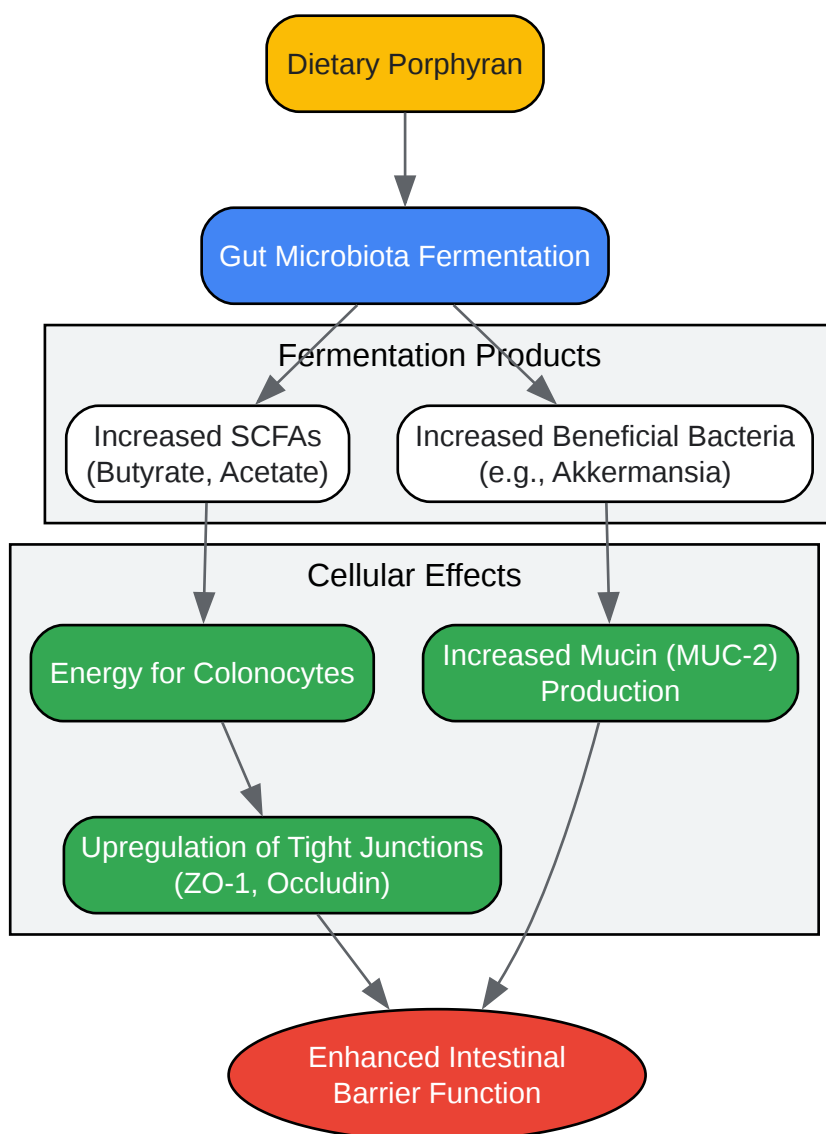 Dietary Porphyran
Gut Microbiota Fermentation
Fermentation Products
Increased SCFAs
(Butyrate, Acetate)
Increased Beneficial Bacteria
(e.g., Akkermansia)
Cellular Effects
Energy for Colonocytes
Increased Mucin (MUC-2)
Production
Upregulation of Tight Junctions
(ZO-1, Occludin)
Enhanced Intestinal
Barrier Function